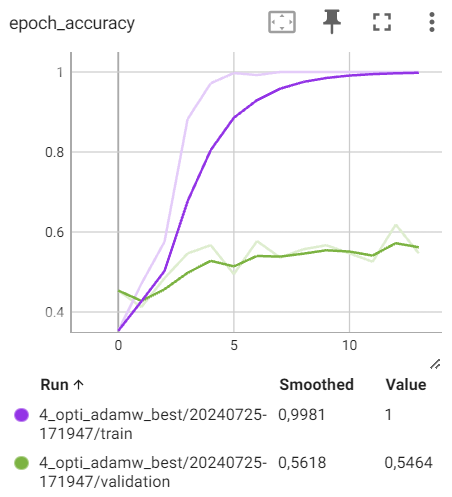 epoch_accuracy
1
0.8
0.6
0.4
0
5
10
Run ↑ Smoothed Value
4_opti_adamw_best/20240725- 0,9981 1
171947/train
4_opti_adamw_best/20240725- 0,5618 0,5464
171947/validation